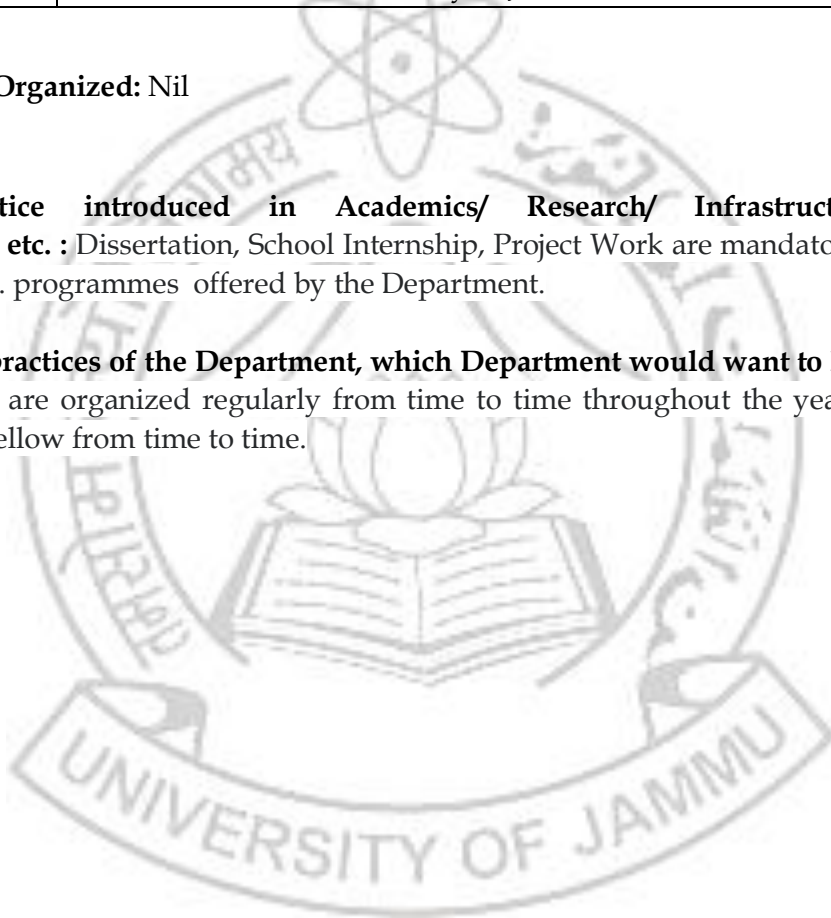 Organized: Nil
tice introduced in Academics/ Research/ Infrastruct
etc. : Dissertation, School Internship, Project Work are mandato
. programmes offered by the Department.
practices of the Department, which Department would want to
are organized regularly from time to time throughout the yea
ellow from time to time.
UNIVERSITY OF JAMMU